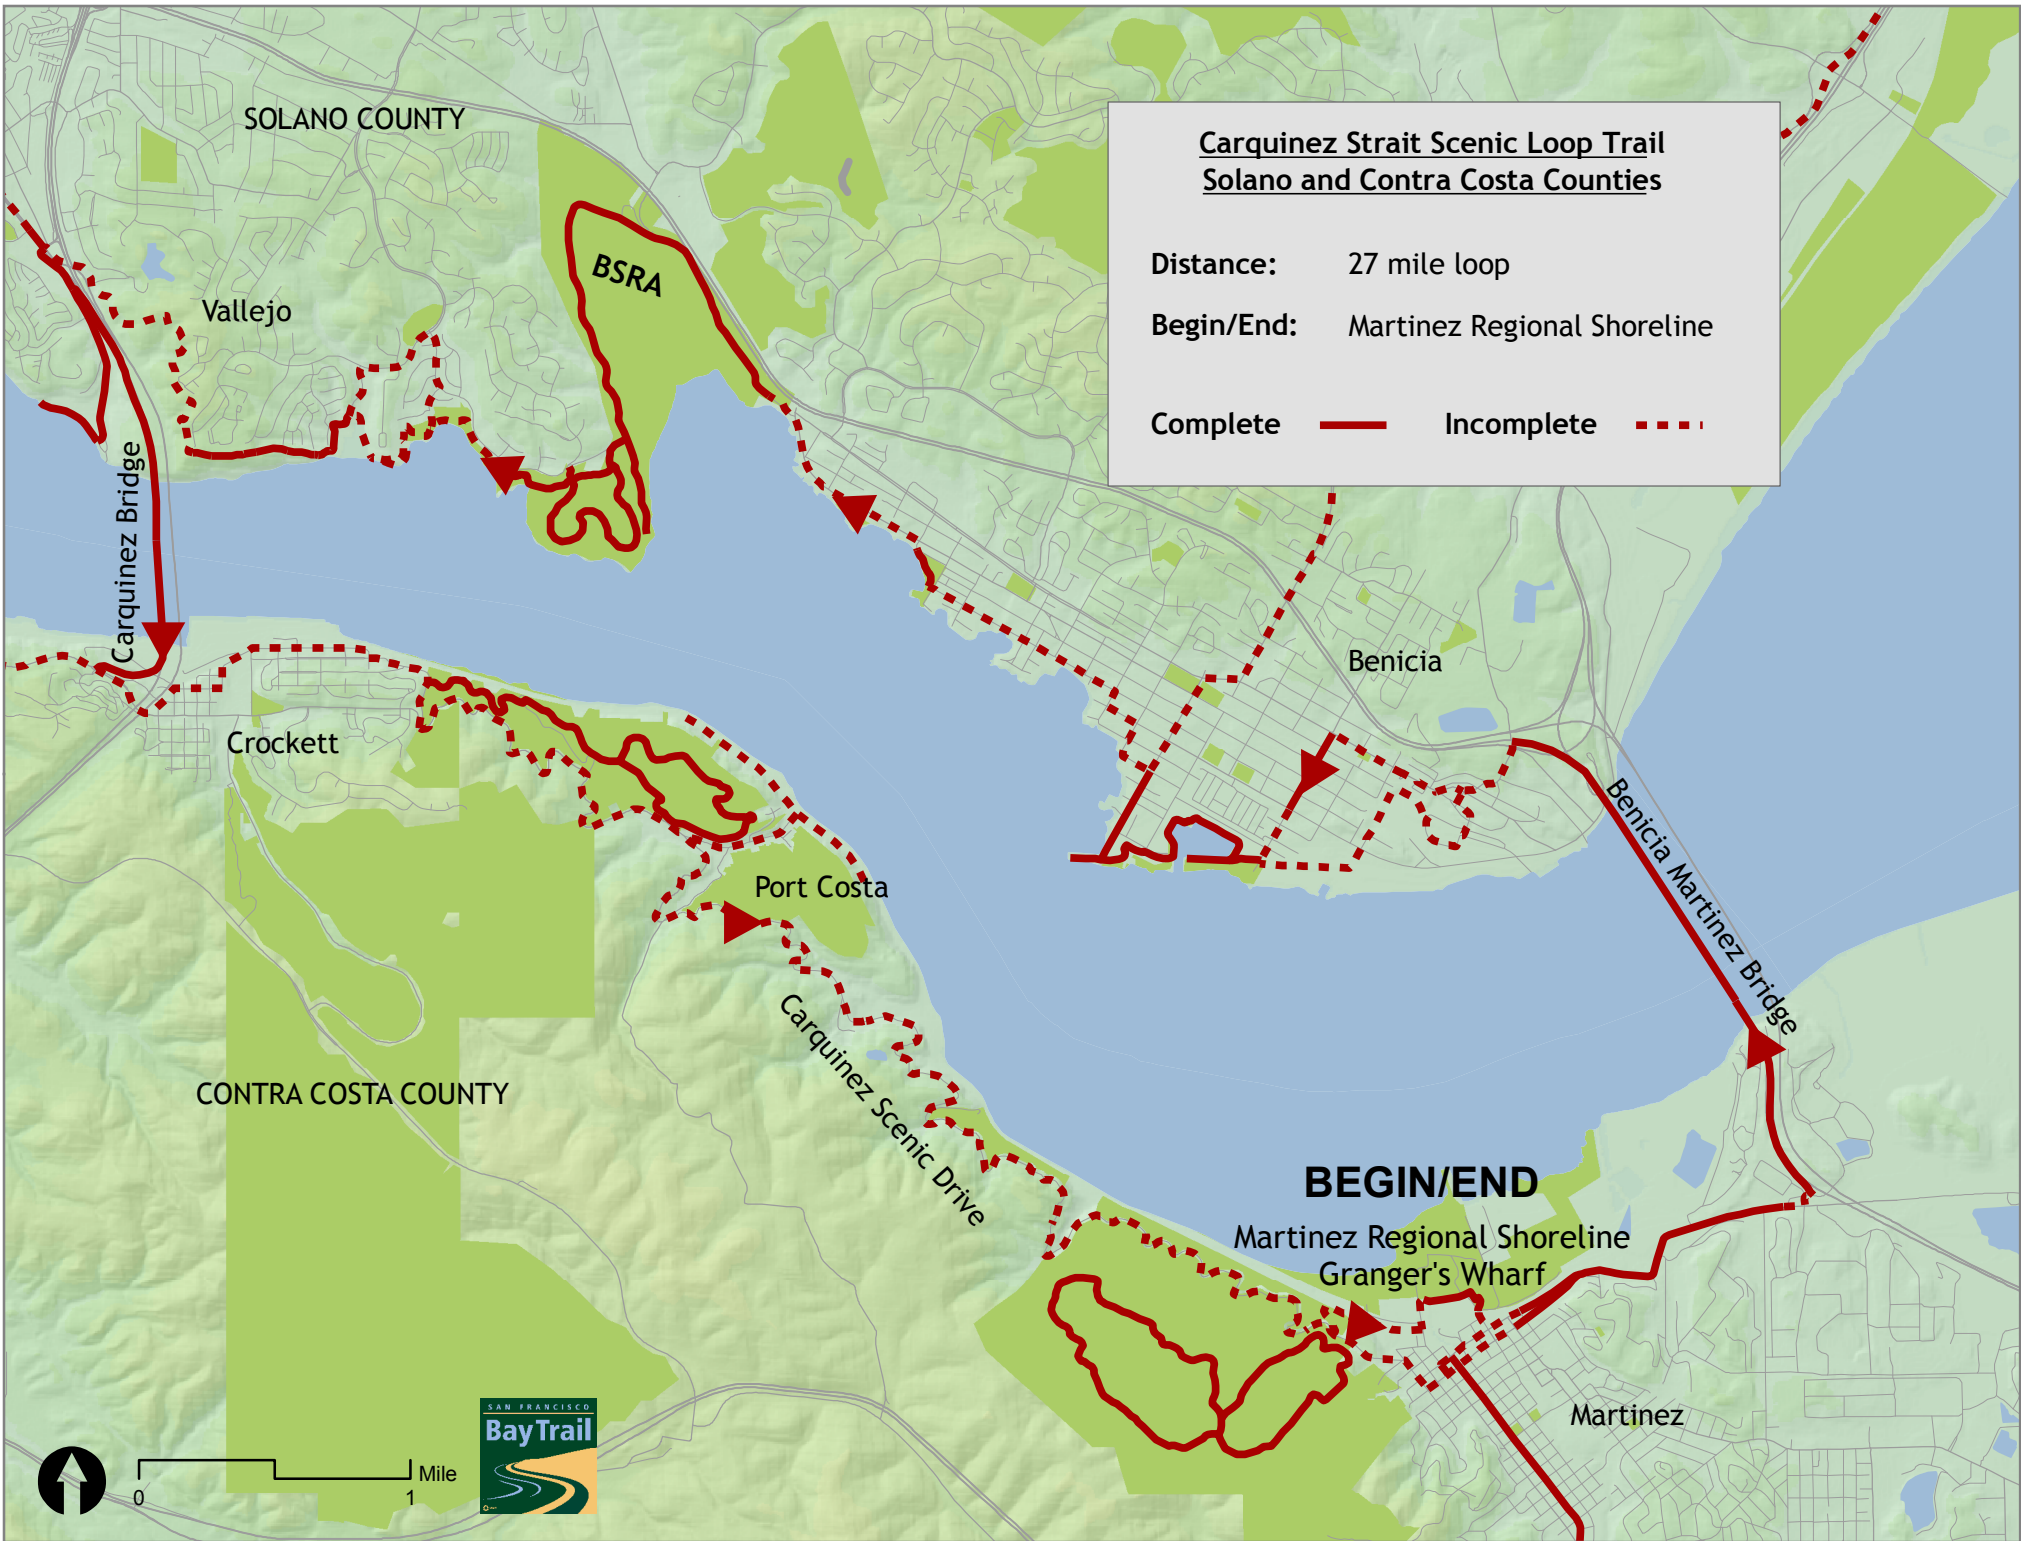 SOLANO COUNTY
Carquinez Strait Scenic Loop Trail
Solano and Contra Costa Counties
Distance: 27 mile loop
Begin/End: Martinez Regional Shoreline
Complete Incomplete
BSRA
Vallejo
Carquinez Bridge
Benicia
Crockett
Benicia Martinez Bridge
Port Costa
Carquinez Scenic Drive
CONTRA COSTA COUNTY
BEGIN/END
Martinez Regional Shoreline
Granger's Wharf
Martinez
SAN FRANCISCO
Bay Trail
Mile
0 1